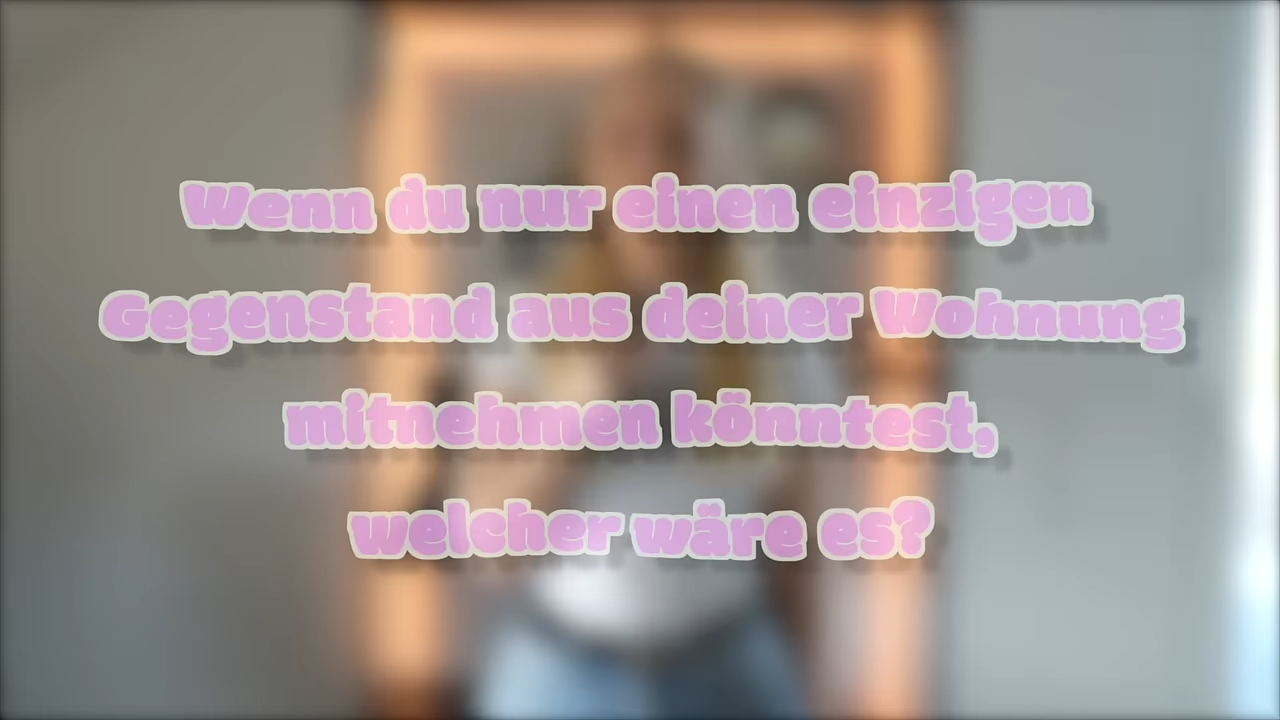 Wenn du nur einen einzigen
Gegenstand aus deiner Wohnung
mitnehmen könntest,
welcher wäre es?